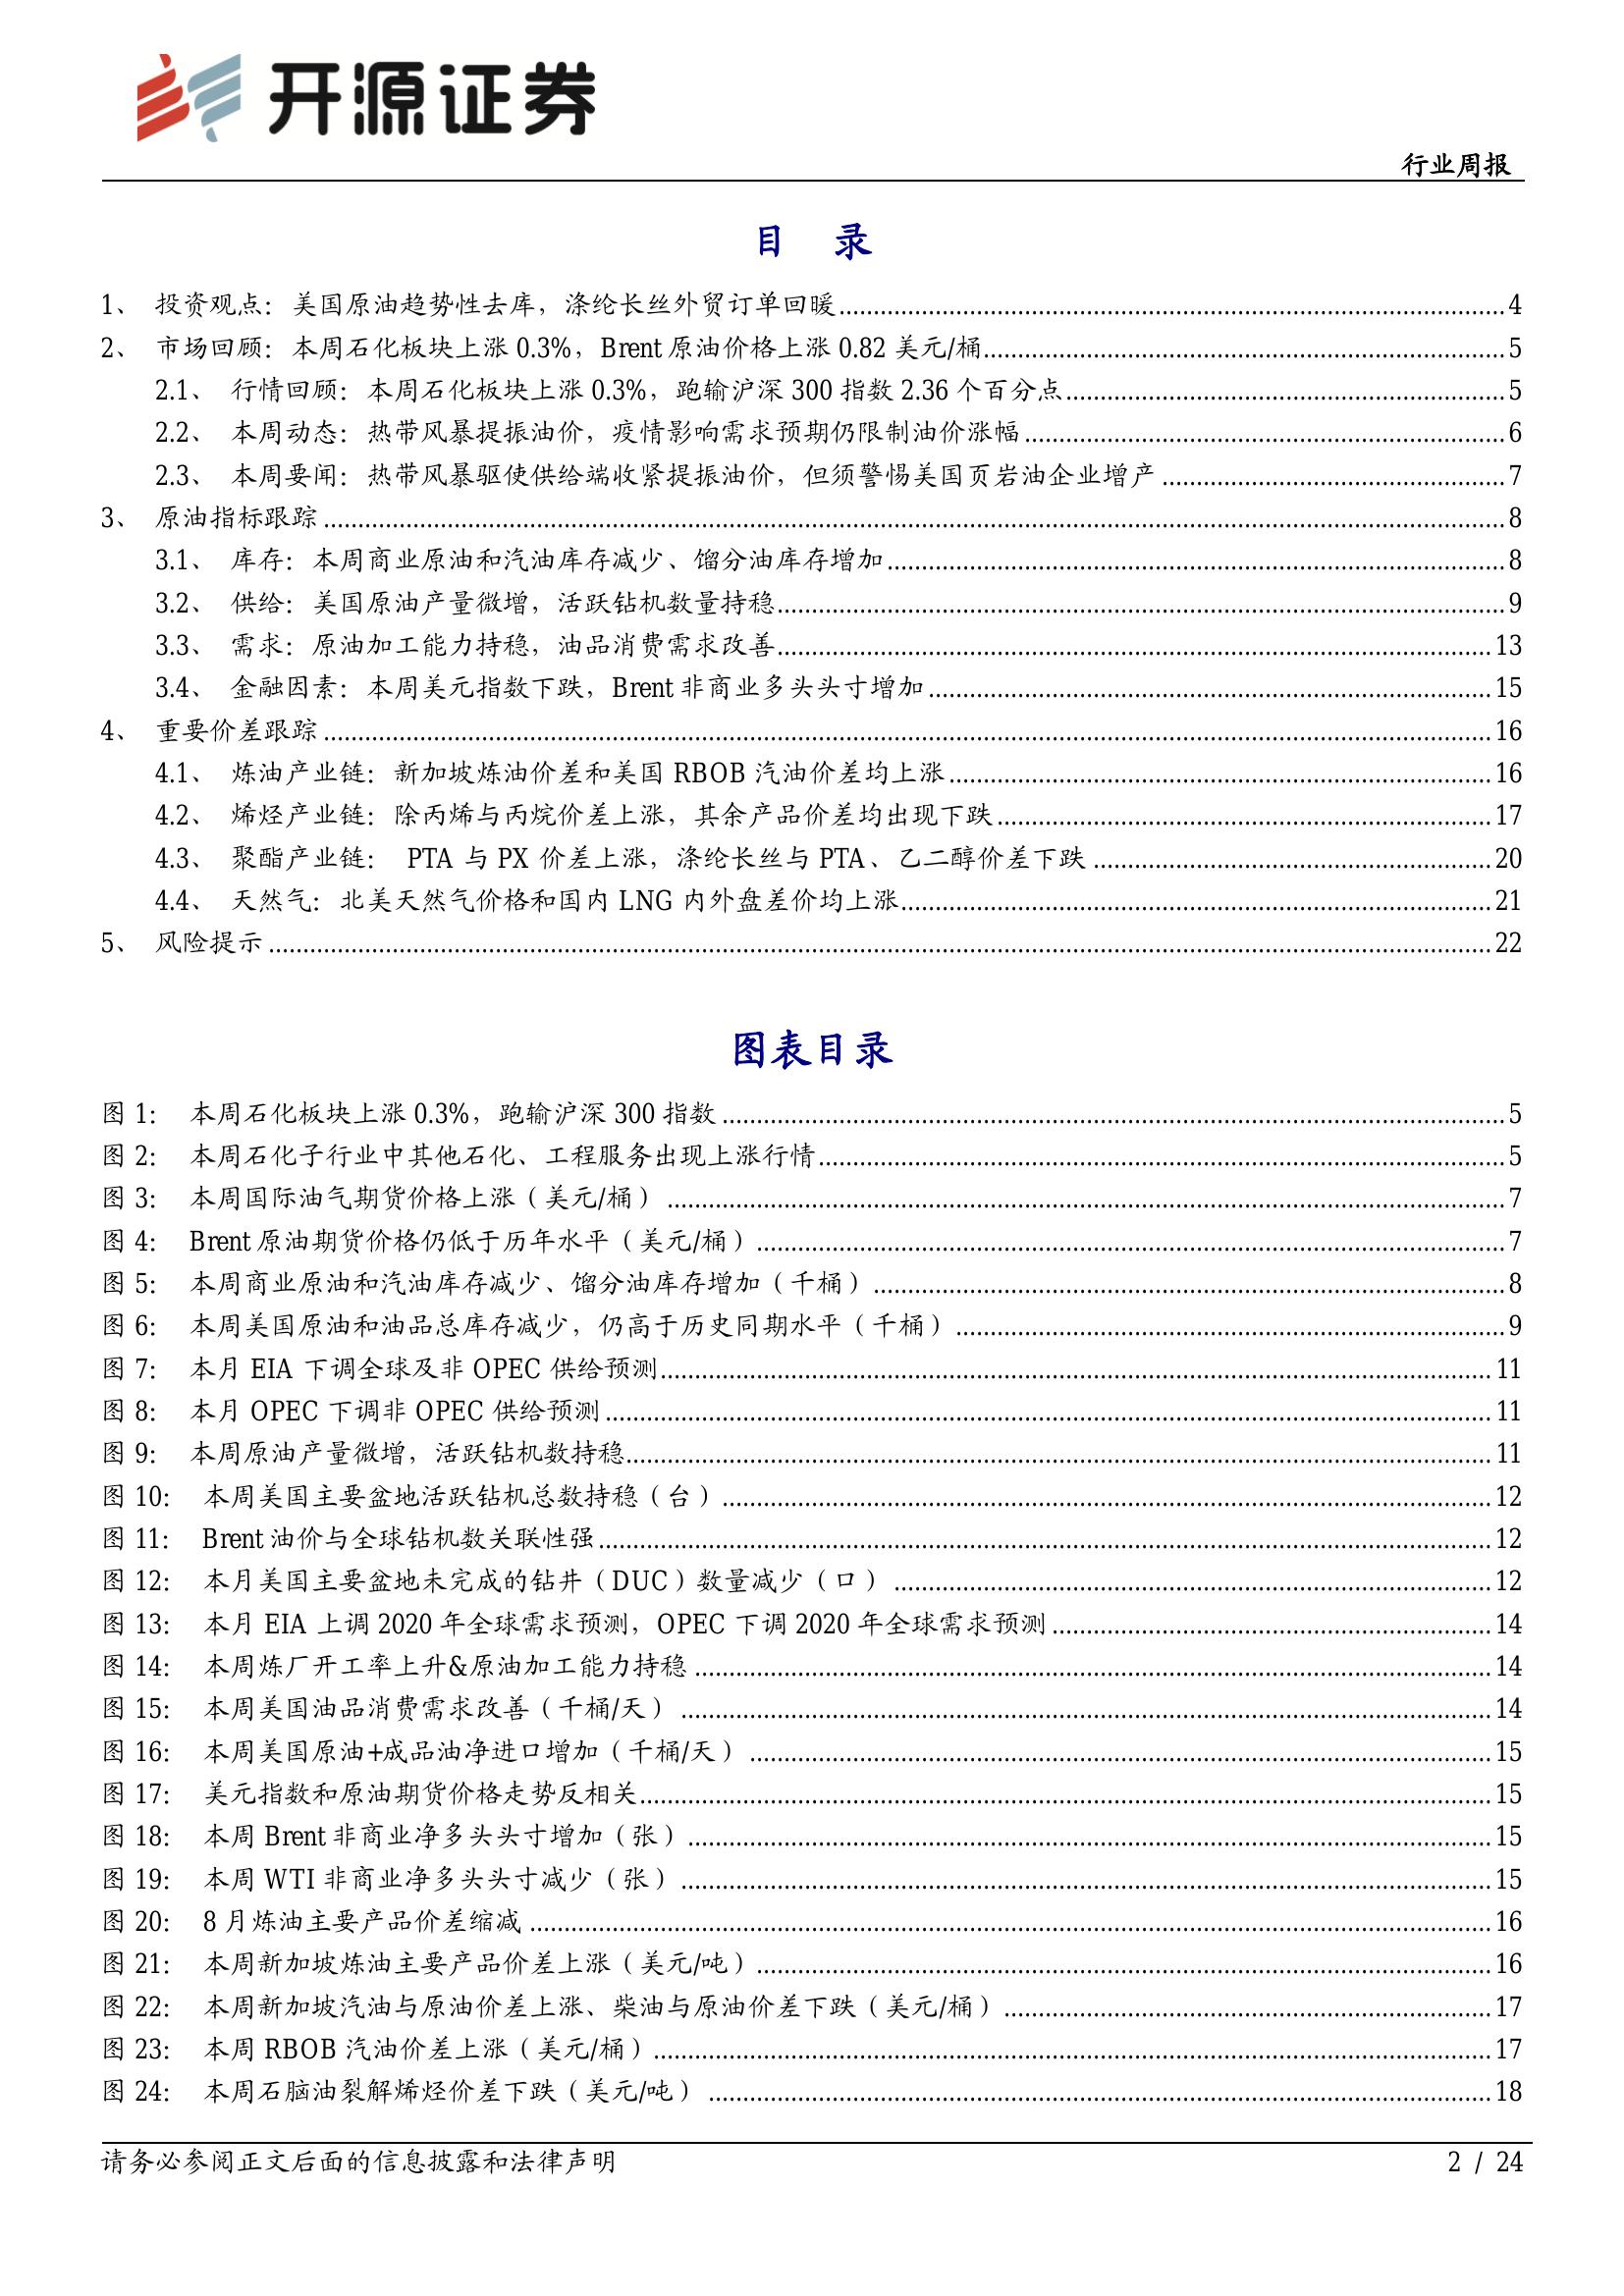 开源证券
行业周报
目 录
1、 投资观点：美国原油趋势性去库，涤纶长丝外贸订单回暖 4
2、 市场回顾：本周石化板块上涨 0.3%，Brent 原油价格上涨 0.82 美元/桶 5
2.1、 行情回顾：本周石化板块上涨 0.3%，跑输沪深 300 指数 2.36 个百分点 5
2.2、 本周动态：热带风暴提振油价，疫情影响需求预期仍限制油价涨幅 6
2.3、 本周要闻：热带风暴驱使供给端收紧提振油价，但须警惕美国页岩油企业增产 7
3、 原油指标跟踪 8
3.1、 库存：本周商业原油和汽油库存减少、馏分油库存增加 8
3.2、 供给：美国原油产量微增，活跃钻机数量持稳 9
3.3、 需求：原油加工能力持稳，油品消费需求改善 13
3.4、 金融因素：本周美元指数下跌，Brent 非商业多头头寸增加 15
4、 重要价差跟踪 16
4.1、 炼油产业链：新加坡炼油价差和美国 RBOB 汽油价差均上涨 16
4.2、 烯烃产业链：除丙烯与丙烷价差上涨，其余产品价差均出现下跌 17
4.3、 聚酯产业链： PTA 与 PX 价差上涨，涤纶长丝与 PTA、乙二醇价差下跌 20
4.4、 天然气：北美天然气价格和国内 LNG 内外盘差价均上涨 21
5、 风险提示 22
图表目录
图 1： 本周石化板块上涨 0.3%，跑输沪深 300 指数 5
图 2： 本周石化子行业中其他石化、工程服务出现上涨行情 5
图 3： 本周国际油气期货价格上涨（美元/桶） 7
图 4： Brent 原油期货价格仍低于历年水平（美元/桶） 7
图 5： 本周商业原油和汽油库存减少、馏分油库存增加（千桶） 8
图 6： 本周美国原油和油品总库存减少，仍高于历史同期水平（千桶） 9
图 7： 本月 EIA 下调全球及非 OPEC 供给预测 11
图 8： 本月 OPEC 下调非 OPEC 供给预测 11
图 9： 本周原油产量微增，活跃钻机数持稳 11
图 10： 本周美国主要盆地活跃钻机总数持稳（台） 12
图 11： Brent 油价与全球钻机数关联性强 12
图 12： 本月美国主要盆地未完成的钻井（DUC）数量减少（口） 12
图 13： 本月 EIA 上调 2020 年全球需求预测，OPEC 下调 2020 年全球需求预测 14
图 14： 本周炼厂开工率上升&原油加工能力持稳 14
图 15： 本周美国油品消费需求改善（千桶/天） 14
图 16： 本周美国原油+成品油净进口增加（千桶/天） 15
图 17： 美元指数和原油期货价格走势反相关 15
图 18： 本周 Brent 非商业净多头头寸增加（张） 15
图 19： 本周 WTI 非商业净多头头寸减少（张） 15
图 20： 8 月炼油主要产品价差缩减 16
图 21： 本周新加坡炼油主要产品价差上涨（美元/吨） 16
图 22： 本周新加坡汽油与原油价差上涨、柴油与原油价差下跌（美元/桶） 17
图 23： 本周 RBOB 汽油价差上涨（美元/桶） 17
图 24： 本周石脑油裂解烯烃价差下跌（美元/吨） 18
请务必参阅正文后面的信息披露和法律声明 2 / 24